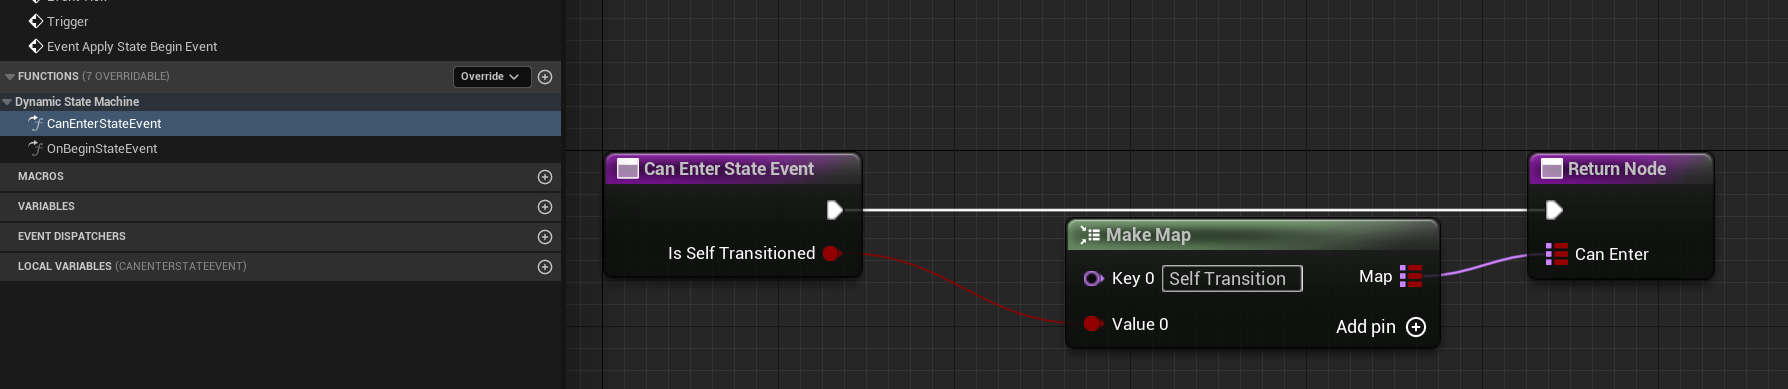 Trigger
Event Apply State Begin Event
FUNCTIONS (7 OVERRIDABLE)
Override
Dynamic State Machine
CanEnterStateEvent
OnBeginStateEvent
MACROS
VARIABLES
EVENT DISPATCHERS
LOCAL VARIABLES (CANENTERSTATEEVENT)
Can Enter State Event
Is Self Transitioned
Make Map
Key 0 Self Transition
Map
Value 0
Add pin
Return Node
Can Enter